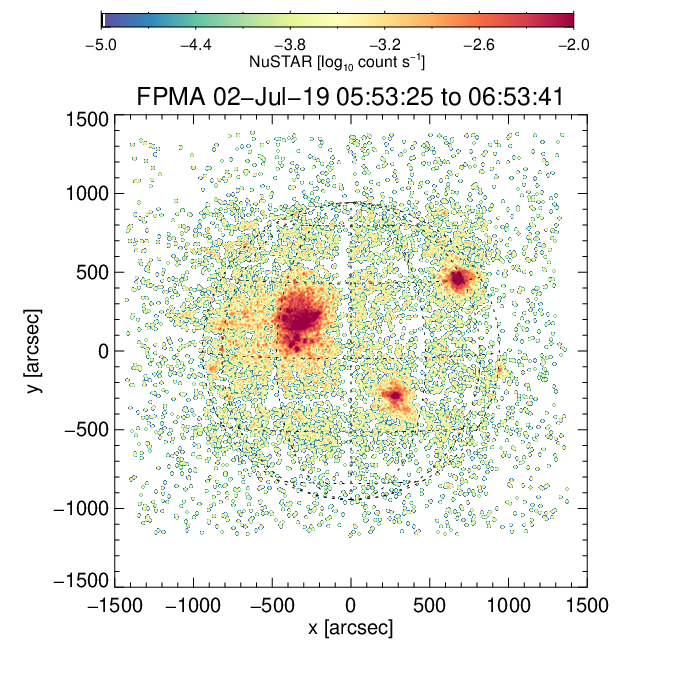 −5.0 −4.4 −3.8 −3.2 −2.6 −2.0
NuSTAR [log₁₀ count s⁻¹]
FPMA 02−Jul−19 05:53:25 to 06:53:41
1500
1000
500
0
−500
−1000
−1500
y [arcsec]
−1500 −1000 −500 0 500 1000 1500
x [arcsec]